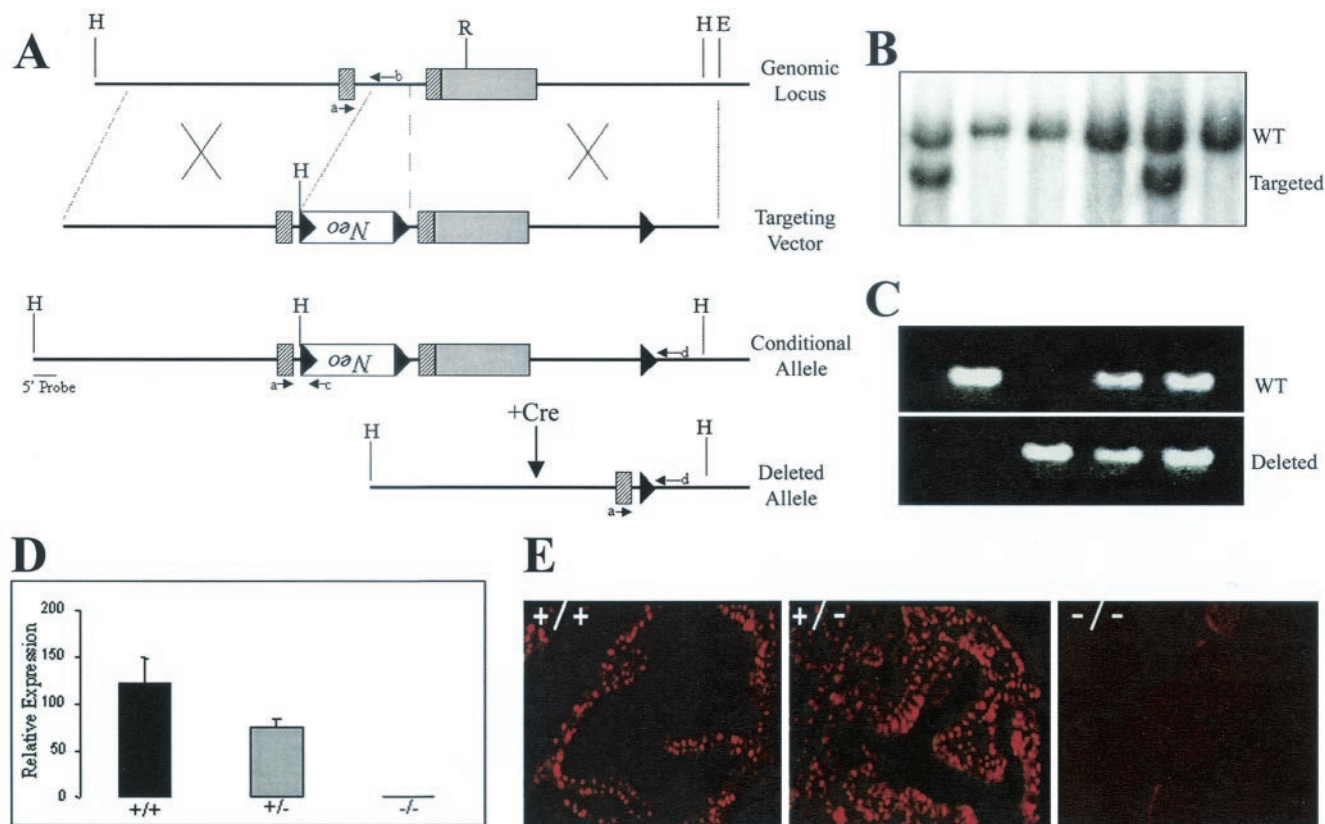 A
H
R
H E
b
a
Genomic
Locus
H
Neo
Targeting
Vector
H
H
H
Neo
d
Conditional
Allele
5' Probe
a
c
+Cre
H
H
d
Deleted
Allele
a
B
WT
Targeted
C
WT
Deleted
D
Relative Expression
200
150
100
50
0
+/+
+/-
-/-
E
+/+
+/-
-/-